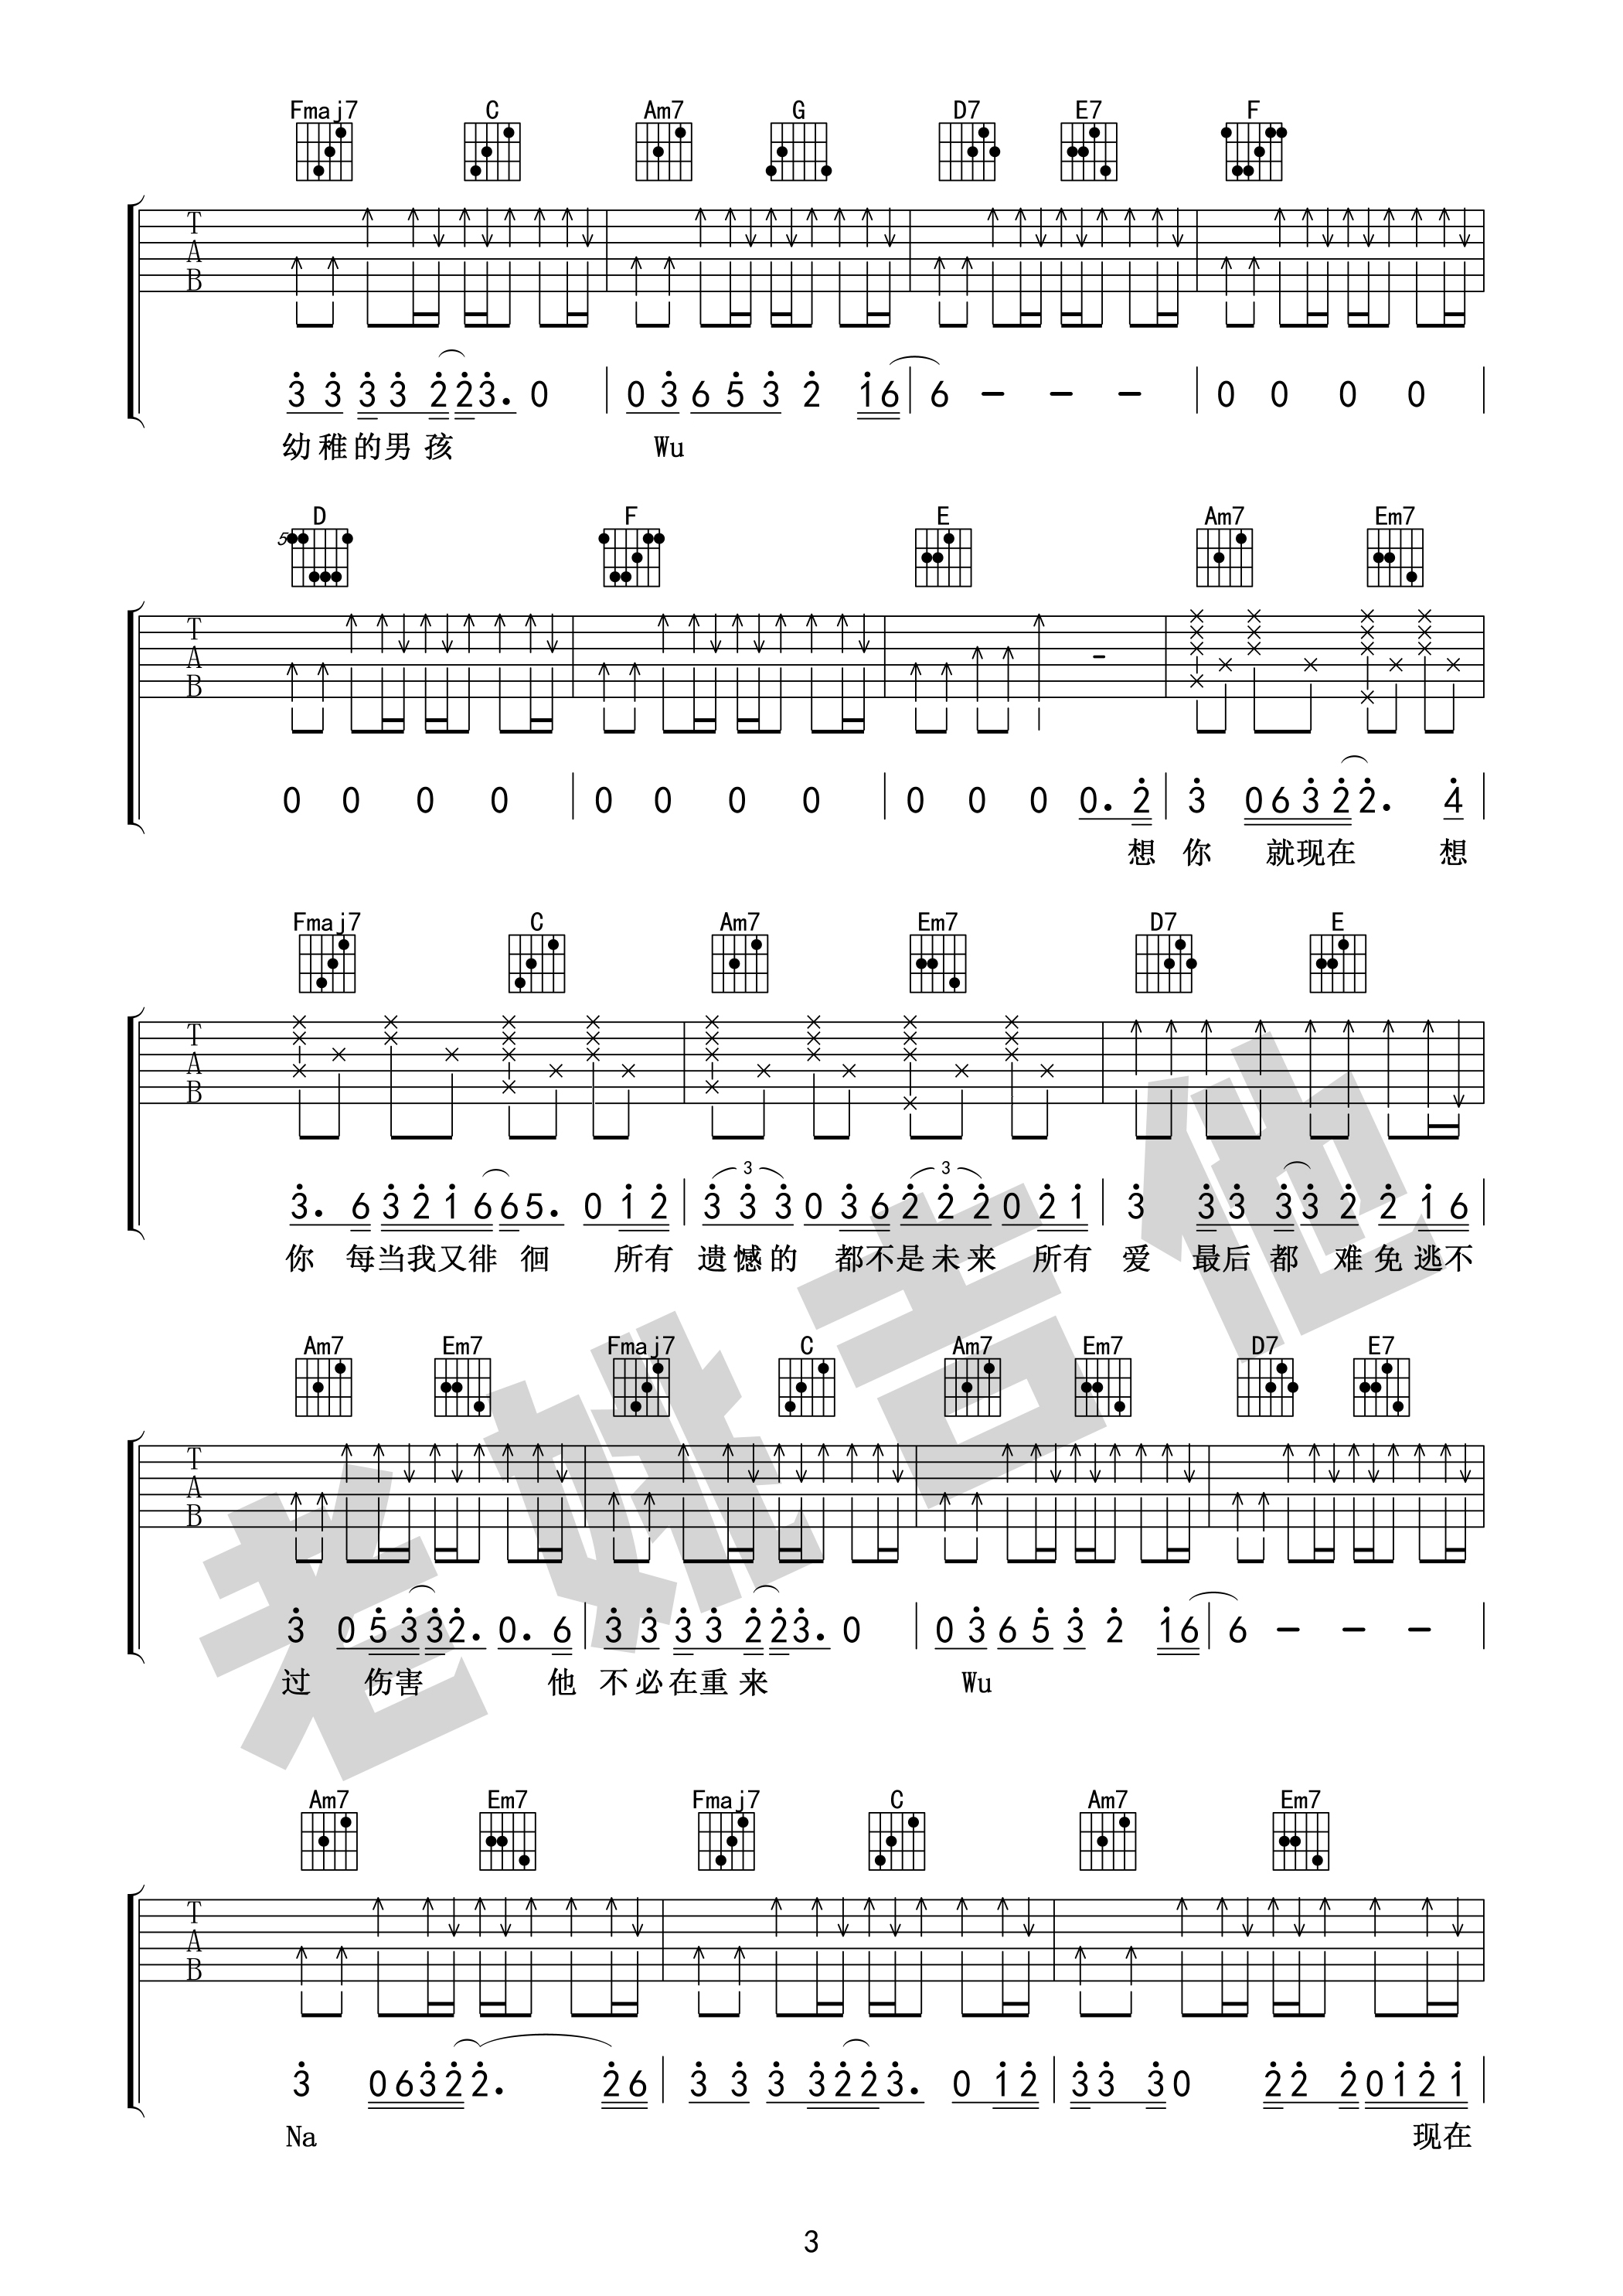 Fmaj7 C Am7 G D7 E7 F
T
A
B
3 3 3 3 2 2 3. 0 | 0 3 6 5 3 2 1 6 | 6 - - - | 0 0 0 0
幼稚的男孩 Wu
D F E Am7 Em7
5
T
A
B
0 0 0 0 | 0 0 0 0 | 0 0 0 0. 2 | 3 0 6 3 2 2. 4
想 你 就现在 想
Fmaj7 C Am7 Em7 D7 E
T
A
B
3 3
3. 6 3 2 1 6 6 5. 0 1 2 | 3 3 3 0 3 6 2 2 2 0 2 1 | 3 3 3 3 3 2 2 1 6
你 每当我又徘 徊 所有 遗憾的 都不是未来 所有 爱 最后 都 难 免 逃不
Am7 Em7 Fmaj7 C Am7 Em7 D7 E7
T
A
B
3 0 5 3 3 2. 0. 6 | 3 3 3 3 2 2 3. 0 | 0 3 6 5 3 2 1 6 | 6 - - -
过 伤害 他 不必在重来 Wu
Am7 Em7 Fmaj7 C Am7 Em7
T
A
B
3 0 6 3 2 2. 2 6 | 3 3 3 3 2 2 3. 0 1 2 | 3 3 3 0 2 2 2 0 1 2 1
Na 现在
老姚吉他
3